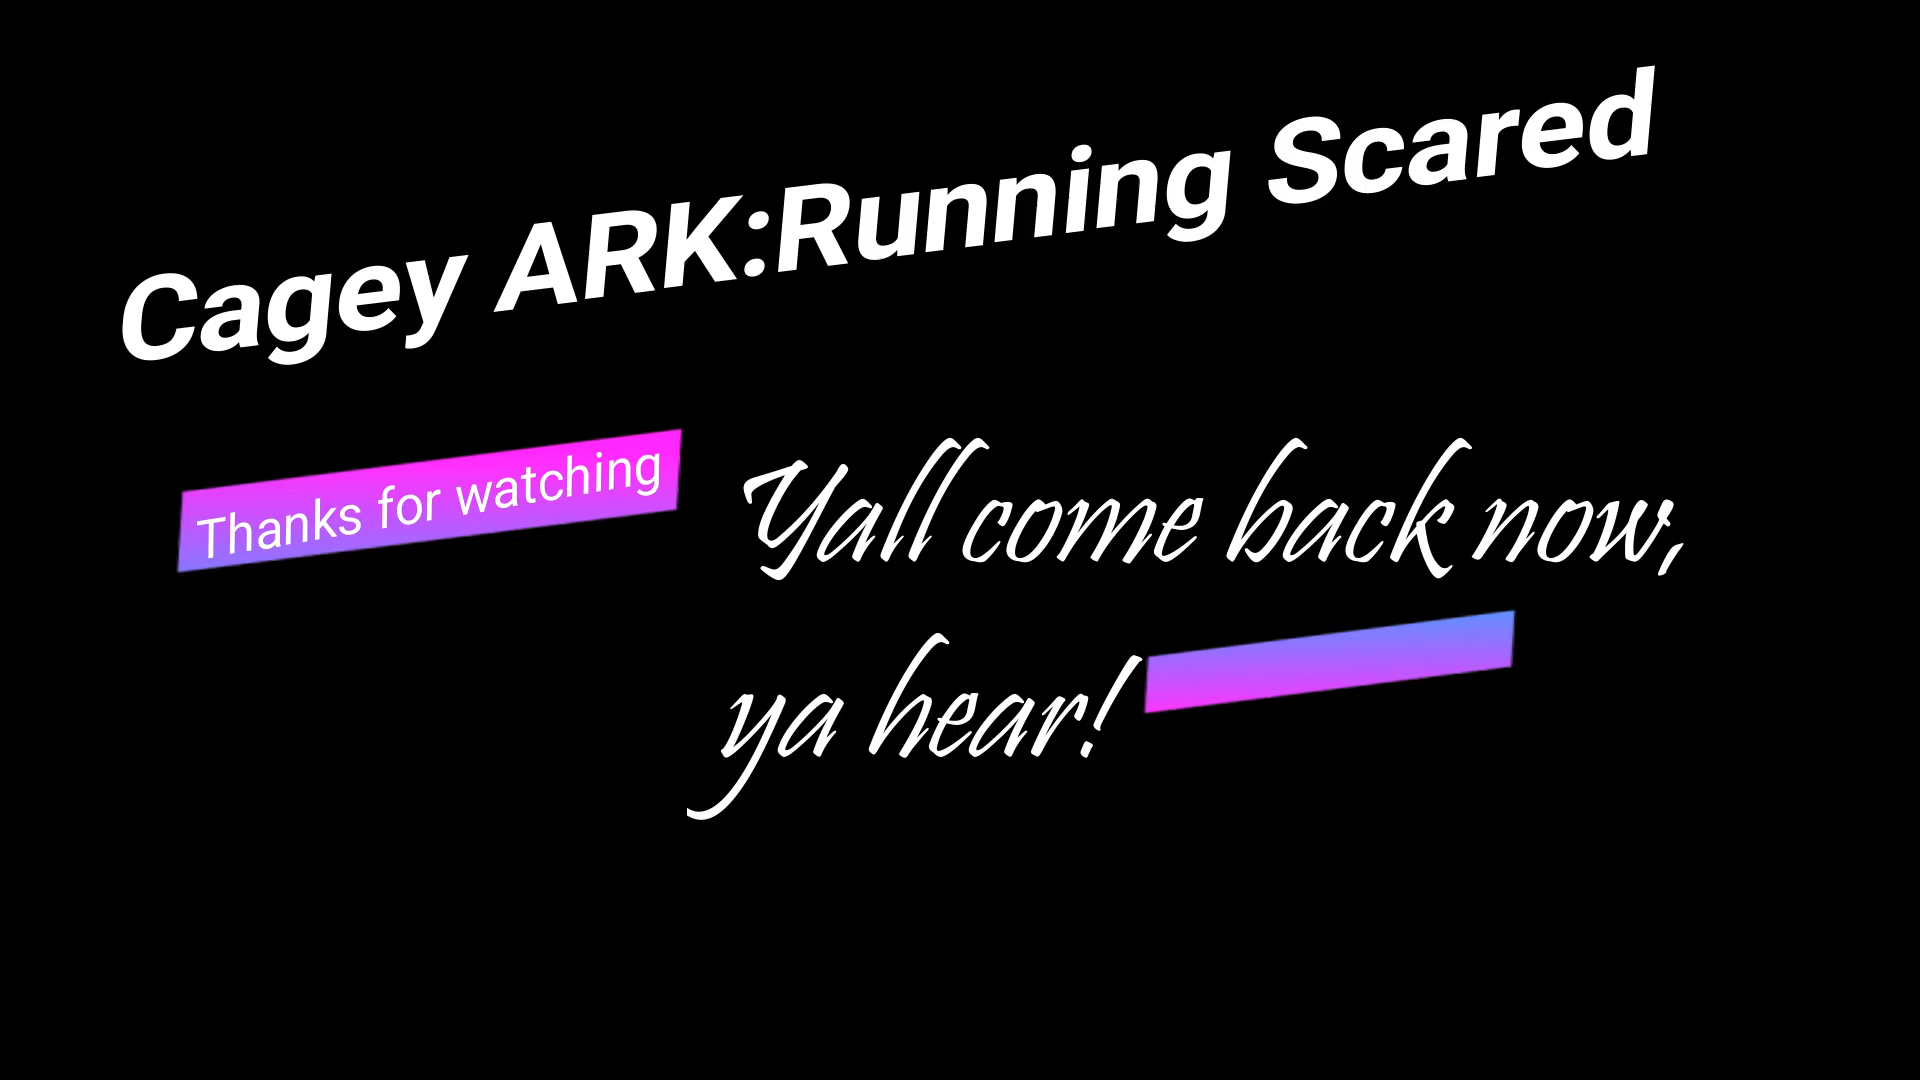 Cagey ARK:Running Scared
Thanks for watching
Yall come back now,
ya hear!